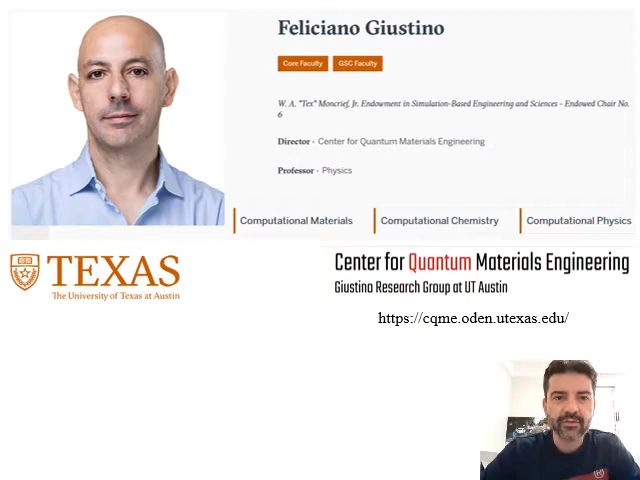 Feliciano Giustino
Core Faculty
GSC Faculty
W. A. "Tex" Moncrief, Jr. Endowment in Simulation-Based Engineering and Sciences - Endowed Chair No.
6
Director · Center for Quantum Materials Engineering
Professor · Physics
Computational Materials
Computational Chemistry
Computational Physics
TEXAS
The University of Texas at Austin
Center for Quantum Materials Engineering
Giustino Research Group at UT Austin
https://cqme.oden.utexas.edu/